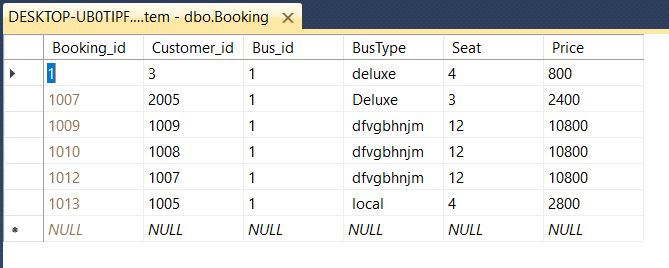 DESKTOP-UB0TIPF....tem - dbo.Booking
Booking_id Customer_id Bus_id BusType Seat Price
1 3 1 deluxe 4 800
1007 2005 1 Deluxe 3 2400
1009 1009 1 dfvgbhnjm 12 10800
1010 1008 1 dfvgbhnjm 12 10800
1012 1007 1 dfvgbhnjm 12 10800
1013 1005 1 local 4 2800
NULL NULL NULL NULL NULL NULL